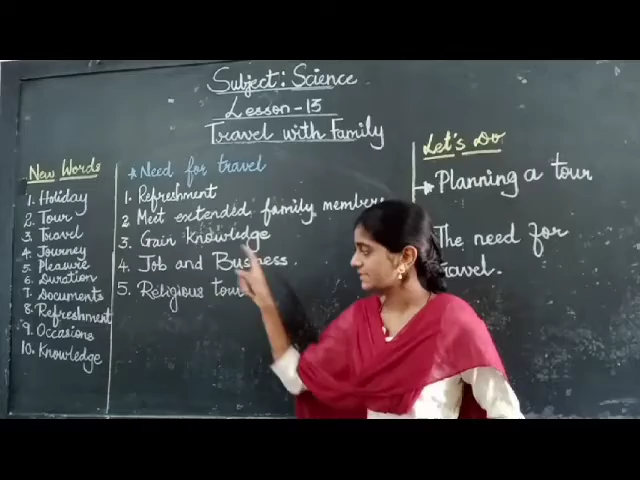 Subject: Science
Lesson-13
Travel with Family
New Words
1. Holiday
2. Tour
3. Travel
4. Journey
5. Pleasure
6. Duration
7. Documents
8. Refreshment
9. Occasions
10. Knowledge
Need for travel
1. Refreshment
2 Meet extended family members
3. Gain knowledge
4. Job and Business.
5. Religious
Let's Do
Planning a tour
The need for
travel.